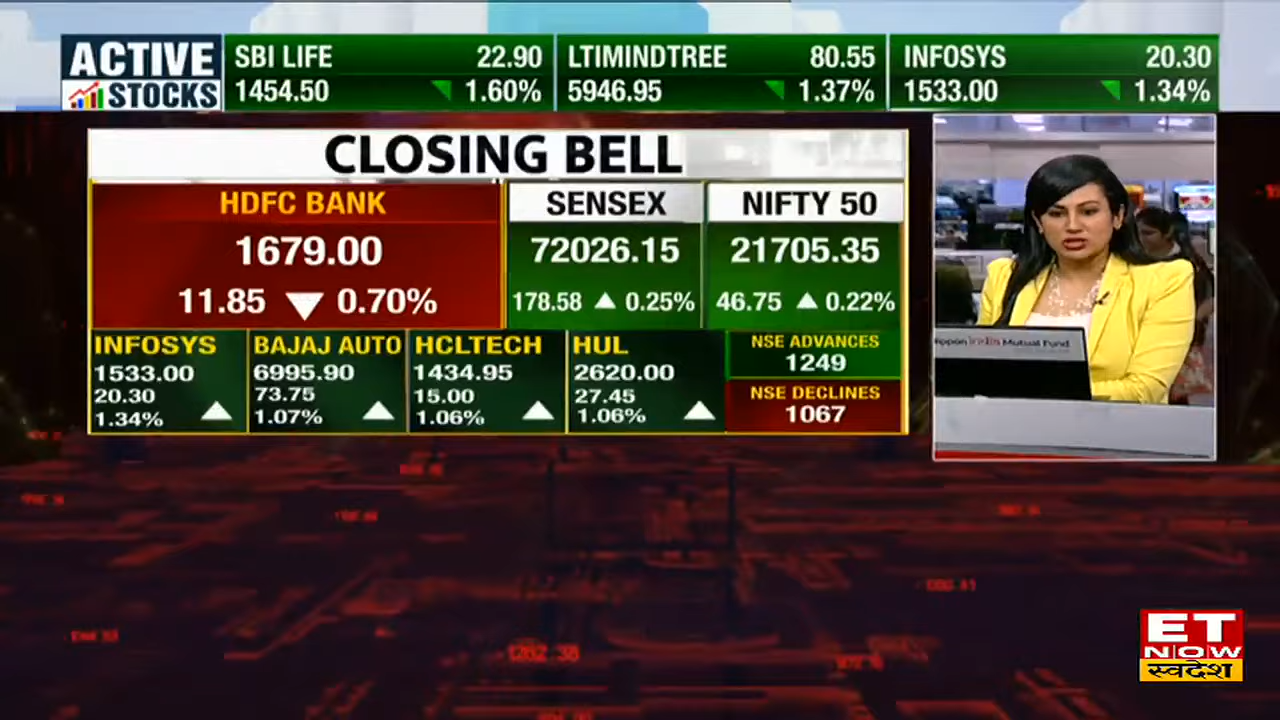 ACTIVE
STOCKS
SBI LIFE 22.90
1454.50 1.60%
LTIMINDTREE 80.55
5946.95 1.37%
INFOSYS 20.30
1533.00 1.34%
CLOSING BELL
HDFC BANK
1679.00
11.85 ▼ 0.70%
SENSEX
72026.15
178.58 ▲ 0.25%
NIFTY 50
21705.35
46.75 ▲ 0.22%
INFOSYS
1533.00
20.30
1.34% ▲
BAJAJ AUTO
6995.90
73.75
1.07% ▲
HCLTECH
1434.95
15.00
1.06% ▲
HUL
2620.00
27.45
1.06% ▲
NSE ADVANCES
1249
NSE DECLINES
1067
Nippon India Mutual Fund
1282.38
ET
NOW
स्वदेश